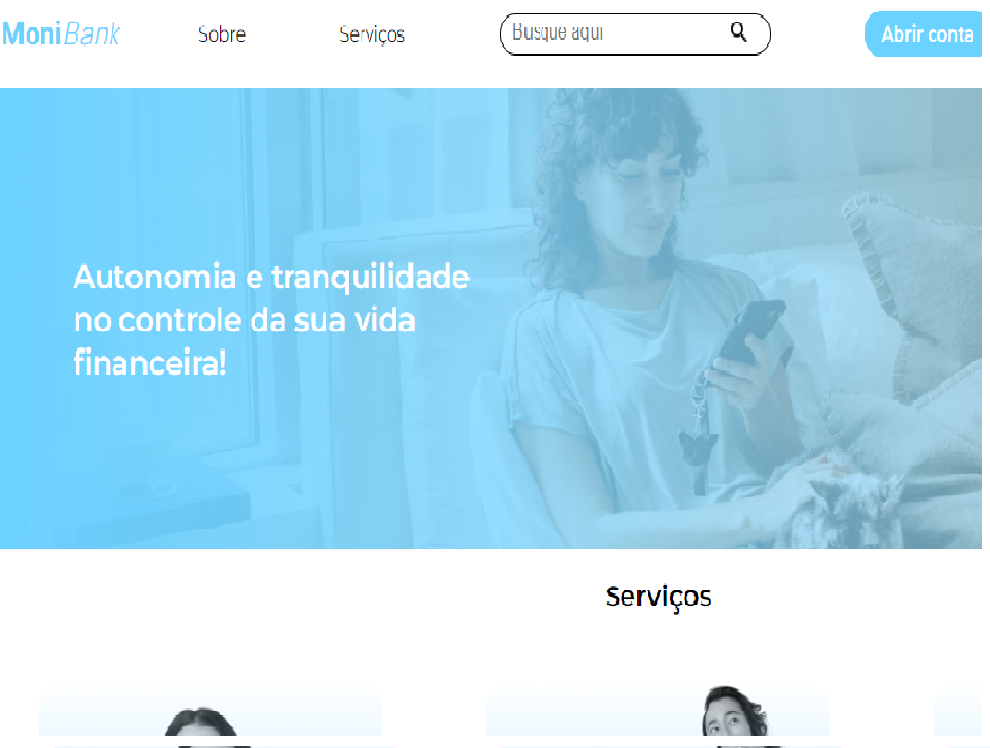 MoniBank
Sobre
Serviços
Busque aqui
Abrir conta
Autonomia e tranquilidade
no controle da sua vida
financeira!
Serviços